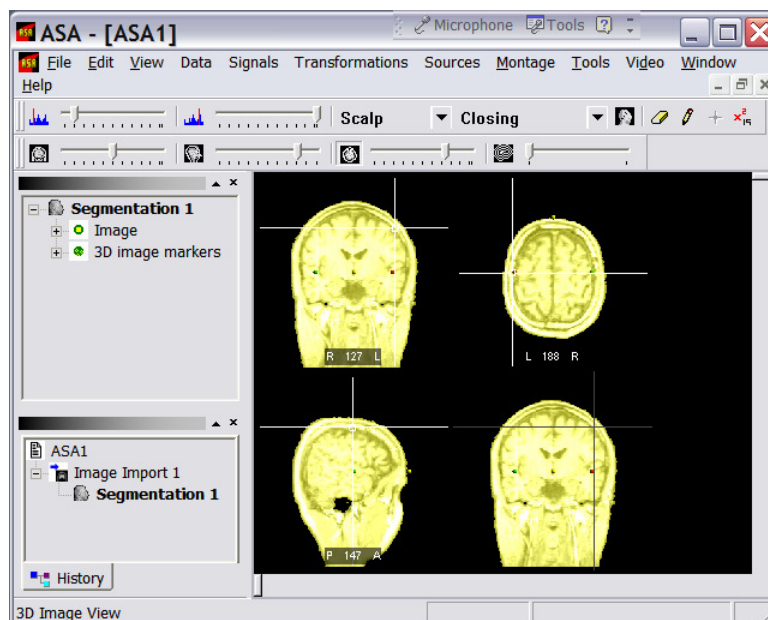 ASA - [ASA1]
Microphone Tools
File Edit View Data Signals Transformations Sources Montage Tools Video Window
Help
Scalp Closing
Segmentation 1
Image
3D image markers
R 127 L
L 188 R
ASA1
Image Import 1
Segmentation 1
P 147 A
History
3D Image View